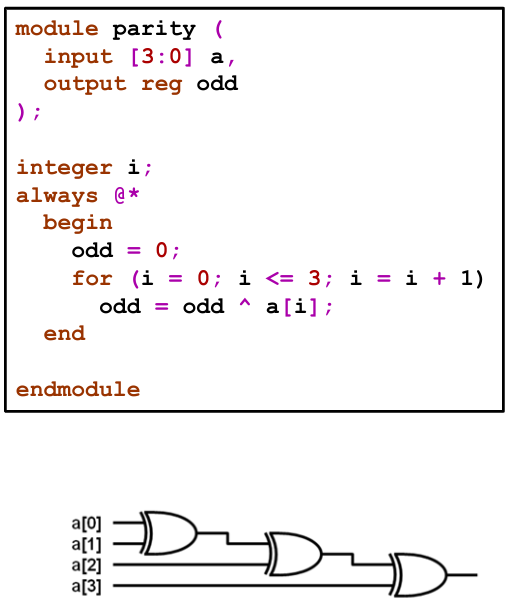 module parity (
  input [3:0] a,
  output reg odd
);

integer i;
always @*
  begin
    odd = 0;
    for (i = 0; i <= 3; i = i + 1)
      odd = odd ^ a[i];
  end

endmodule
a[0]
a[1]
a[2]
a[3]